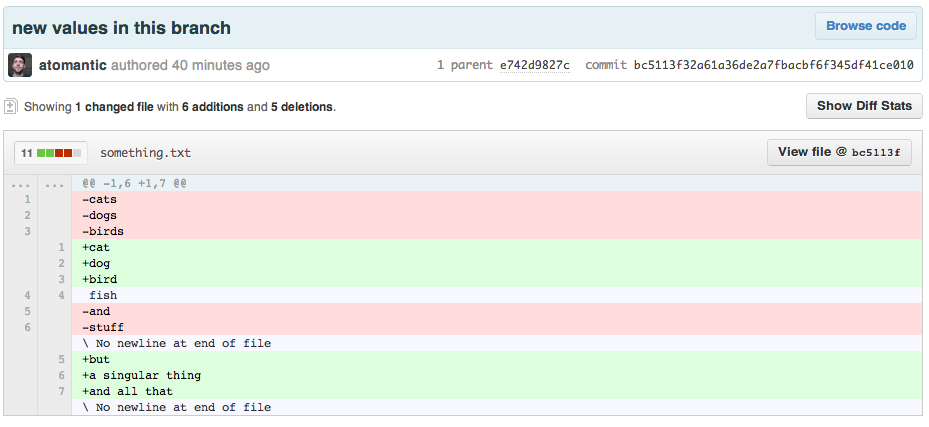 new values in this branch
Browse code
atomantic authored 40 minutes ago
1 parent e742d9827c commit bc5113f32a61a36de2a7fbacbf6f345df41ce010
Showing 1 changed file with 6 additions and 5 deletions.
Show Diff Stats
11 something.txt
View file @ bc5113f
... ... @@ -1,6 +1,7 @@
1 -cats
2 -dogs
3 -birds
1 +cat
2 +dog
3 +bird
4 4 fish
5 -and
6 -stuff
\ No newline at end of file
5 +but
6 +a singular thing
7 +and all that
\ No newline at end of file